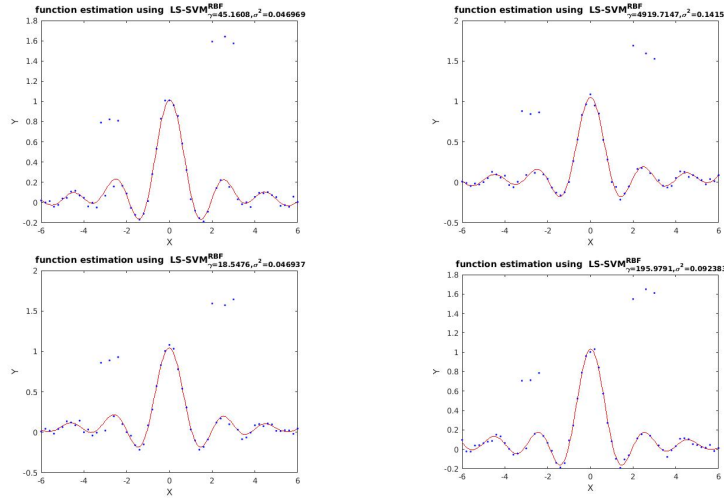 function estimation using LS-SVM^RBF_γ=45.1608,σ²=0.046969
1.8
1.6
1.4
1.2
1
0.8
0.6
0.4
0.2
0
-0.2
Y
-6 -4 -2 0 2 4 6
X
function estimation using LS-SVM^RBF_γ=4919.7147,σ²=0.1415
2
1.5
1
0.5
0
-0.5
Y
-6 -4 -2 0 2 4 6
X
function estimation using LS-SVM^RBF_γ=18.5476,σ²=0.046937
2
1.5
1
0.5
0
-0.5
Y
-6 -4 -2 0 2 4 6
X
function estimation using LS-SVM^RBF_γ=195.9791,σ²=0.092383
1.8
1.6
1.4
1.2
1
0.8
0.6
0.4
0.2
0
-0.2
Y
-6 -4 -2 0 2 4 6
X